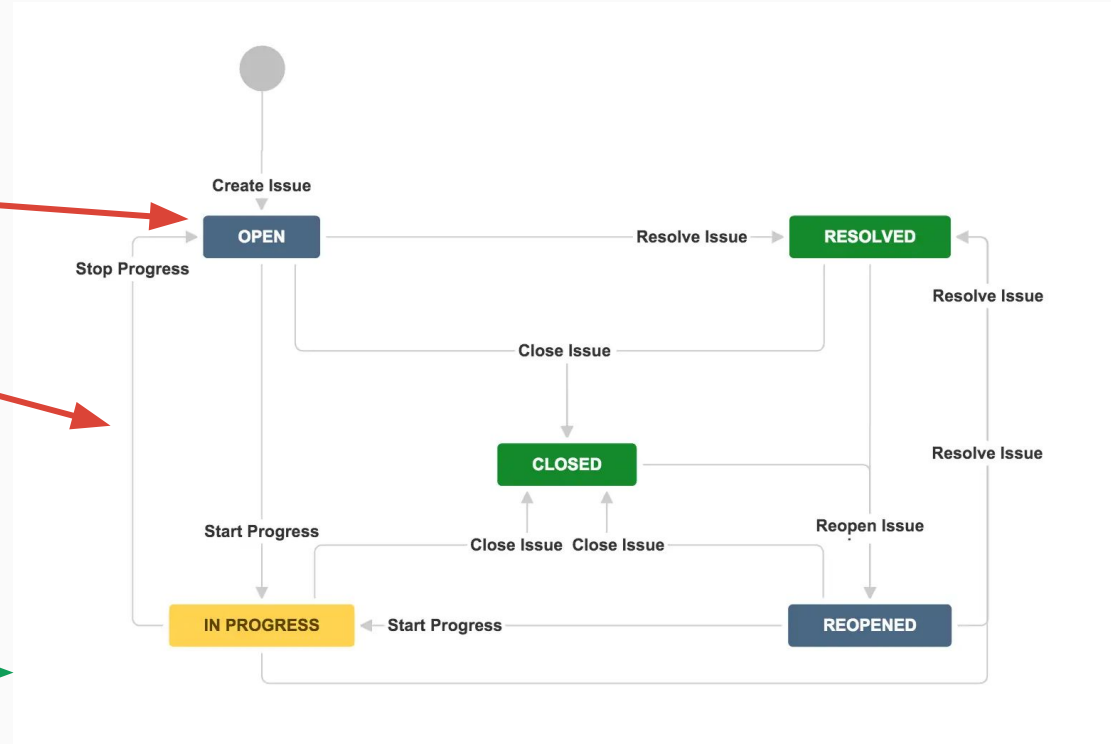 Create Issue
OPEN
Resolve Issue
RESOLVED
Stop Progress
Resolve Issue
Close Issue
Resolve Issue
CLOSED
Start Progress
Reopen Issue
Close Issue
Close Issue
IN PROGRESS
Start Progress
REOPENED